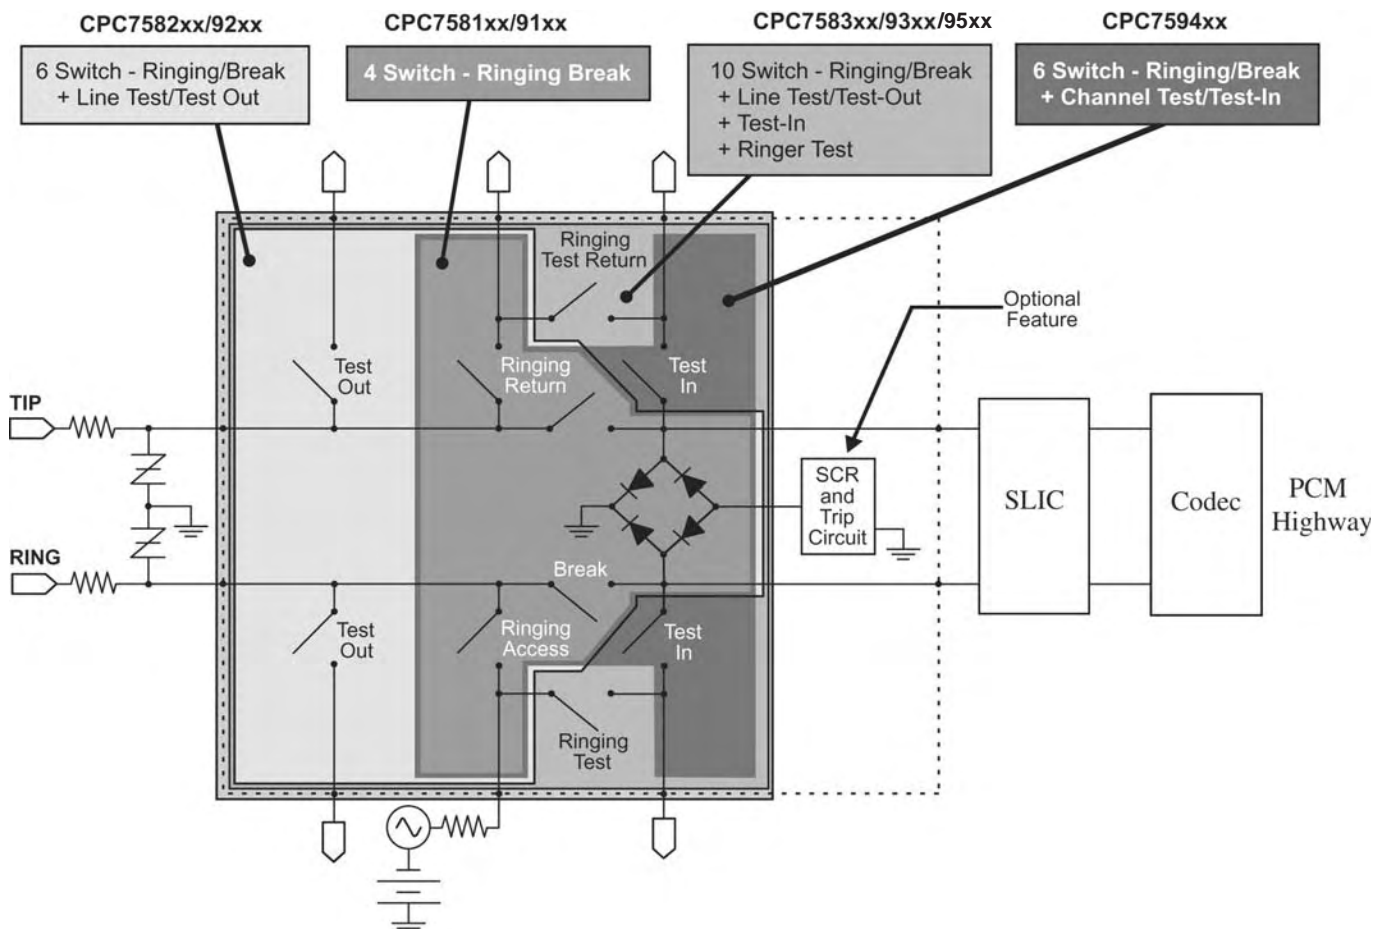 CPC7582xx/92xx
CPC7581xx/91xx
CPC7583xx/93xx/95xx
CPC7594xx
6 Switch - Ringing/Break
+ Line Test/Test Out
4 Switch - Ringing Break
10 Switch - Ringing/Break
+ Line Test/Test-Out
+ Test-In
+ Ringer Test
6 Switch - Ringing/Break
+ Channel Test/Test-In
Ringing
Test Return
Optional
Feature
Test
Out
Ringing
Return
Test
In
TIP
SCR
and
Trip
Circuit
SLIC
Codec
PCM
Highway
RING
Break
Test
Out
Ringing
Access
Test
In
Ringing
Test